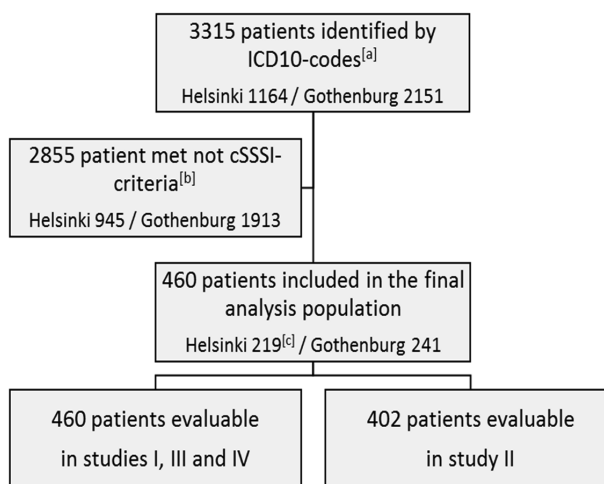 3315 patients identified by
ICD10-codes[a]
Helsinki 1164 / Gothenburg 2151
2855 patient met not cSSSI-
criteria[b]
Helsinki 945 / Gothenburg 1913
460 patients included in the final
analysis population
Helsinki 219[c] / Gothenburg 241
460 patients evaluable
in studies I, III and IV
402 patients evaluable
in study II